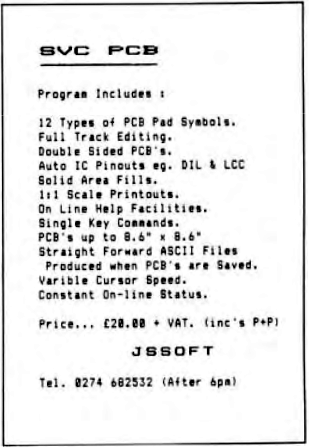 SVC PCB
Program Includes :
12 Types of PCB Pad Symbols.
Full Track Editing.
Double Sided PCB's.
Auto IC Pinouts eg. DIL & LCC
Solid Area Fills.
1:1 Scale Printouts.
On Line Help Facilities.
Single Key Commands.
PCB's up to 8.6" x 8.6"
Straight Forward ASCII Files
Produced when PCB's are Saved.
Varible Cursor Speed.
Constant On-line Status.
Price... £20.00 + VAT. (inc's P+P)
JSSOFT
Tel. 0274 682532 (After 6pm)